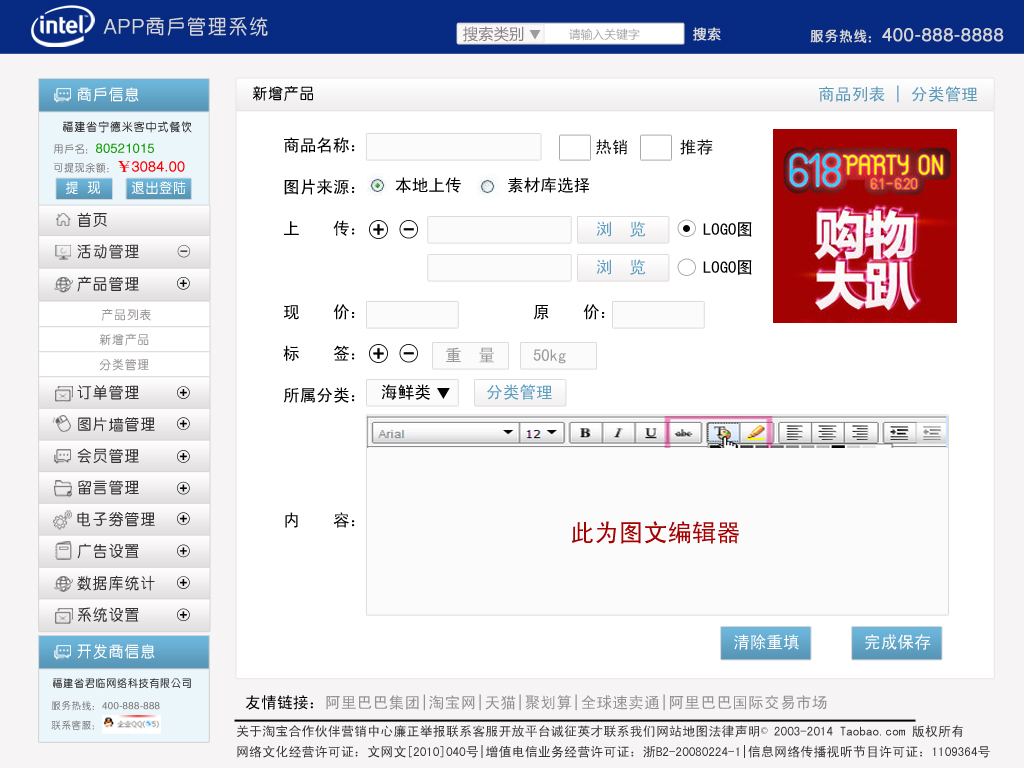 intel APP商戶管理系统
搜索类别▼ 请输入关键字 搜索 服务热线：400-888-8888
商戶信息
福建省宁德米客中式餐饮
用戶名：80521015
可提现余额：￥3084.00
提 现 退出登陆
首页
活动管理
产品管理
产品列表
新增产品
分类管理
订单管理
图片墙管理
会员管理
留言管理
电子劵管理
广告设置
数据库统计
系统设置
开发商信息
福建省君临网络科技有限公司
服务热线：400-888-888
联系客服：企业QQ(5/5)
新增产品 商品列表 | 分类管理
商品名称： 热销 推荐
图片来源： 本地上传 素材库选择
上 传： 浏 览 LOGO图
浏 览 LOGO图
现 价： 原 价：
标 签： 重 量 50kg
所属分类： 海鲜类▼ 分类管理
618 PARTY ON
6.1-6.20
购物
大趴
Arial 12 B I U abc
内 容： 此为图文编辑器
清除重填 完成保存
友情链接：阿里巴巴集团|淘宝网|天猫|聚划算|全球速卖通|阿里巴巴国际交易市场
关于淘宝合作伙伴营销中心廉正举报联系客服开放平台诚征英才联系我们网站地图法律声明© 2003-2014 Taobao.com 版权所有
网络文化经营许可证：文网文[2010]040号|增值电信业务经营许可证：浙B2-20080224-1|信息网络传播视听节目许可证：1109364号